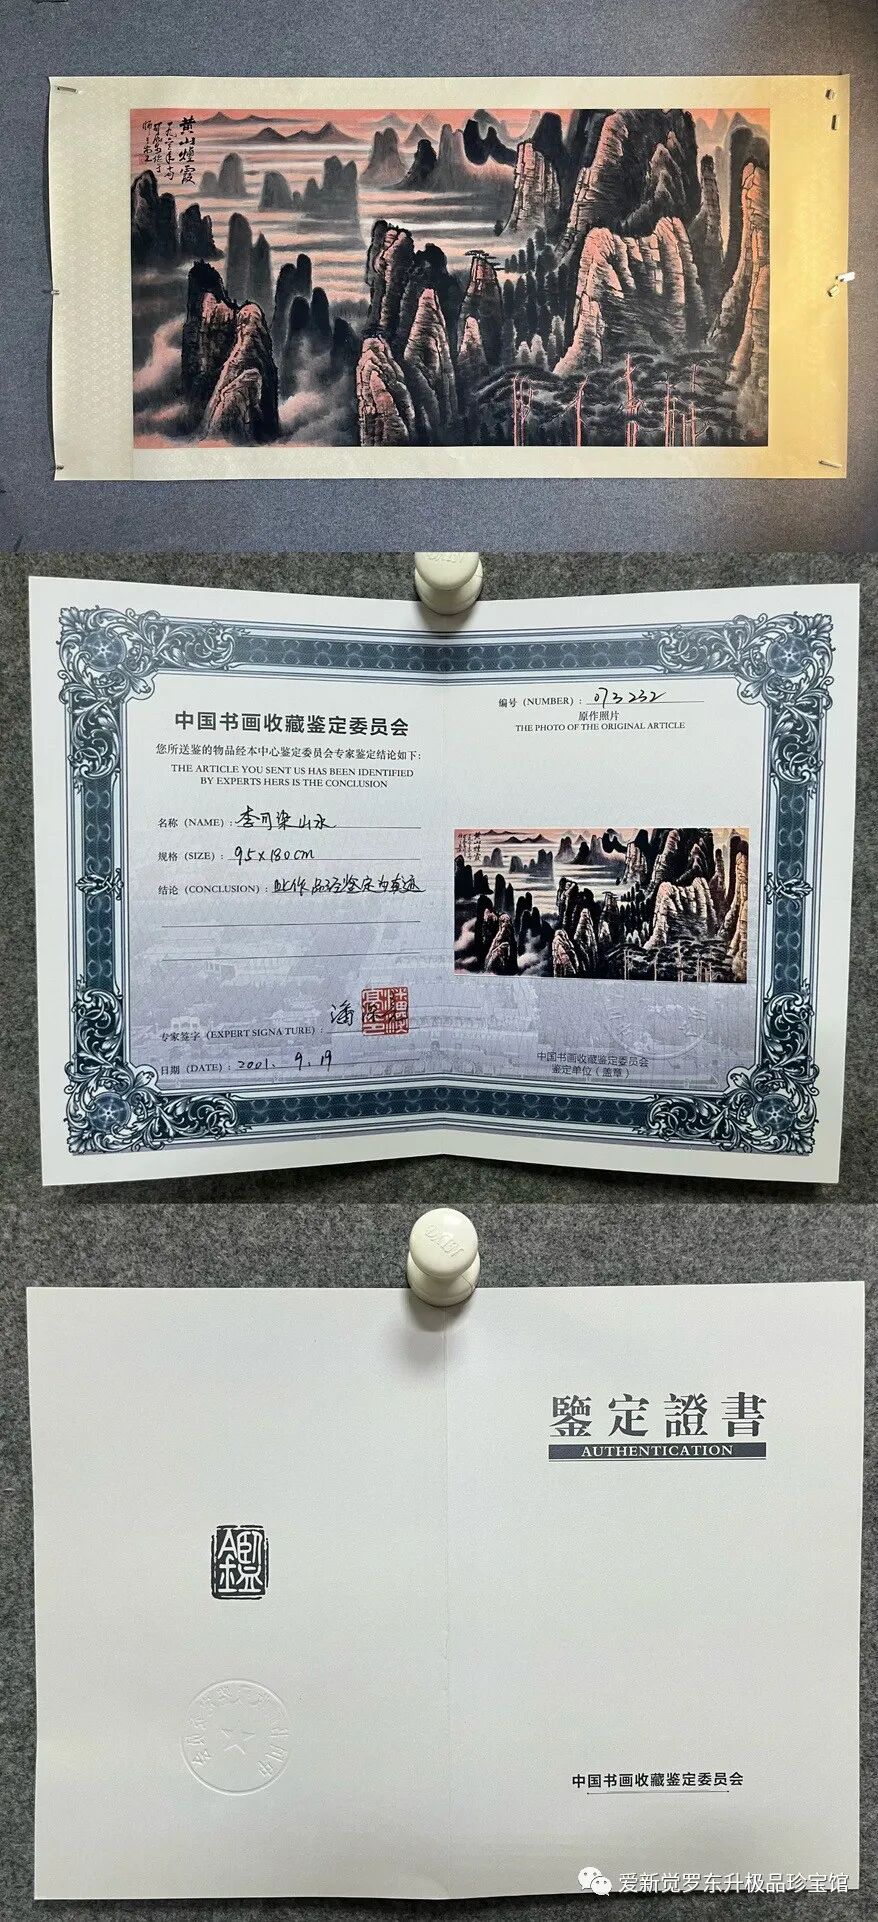 黄山烟霞
中国书画收藏鉴定委员会
您所送鉴的物品经本中心鉴定委员会专家鉴定结论如下:
THE ARTICLE YOU SENT US HAS BEEN IDENTIFIED
BY EXPERTS HERS IS THE CONCLUSION
名称（NAME）: 李可染山水
规格（SIZE）: 95x180cm
结论（CONCLUSION）: 此作品经鉴定为真迹
专家签字（EXPERT SIGNA TURE）: 潘深亮
日期（DATE）: 2001. 9. 19
编号（NUMBER）: 073232
原作照片
THE PHOTO OF THE ORIGINAL ARTICLE
中国书画收藏鉴定委员会
鉴定单位（盖章）
鑒定證書
AUTHENTICATION
中国书画收藏鉴定委员会
爱新觉罗东升极品珍宝馆